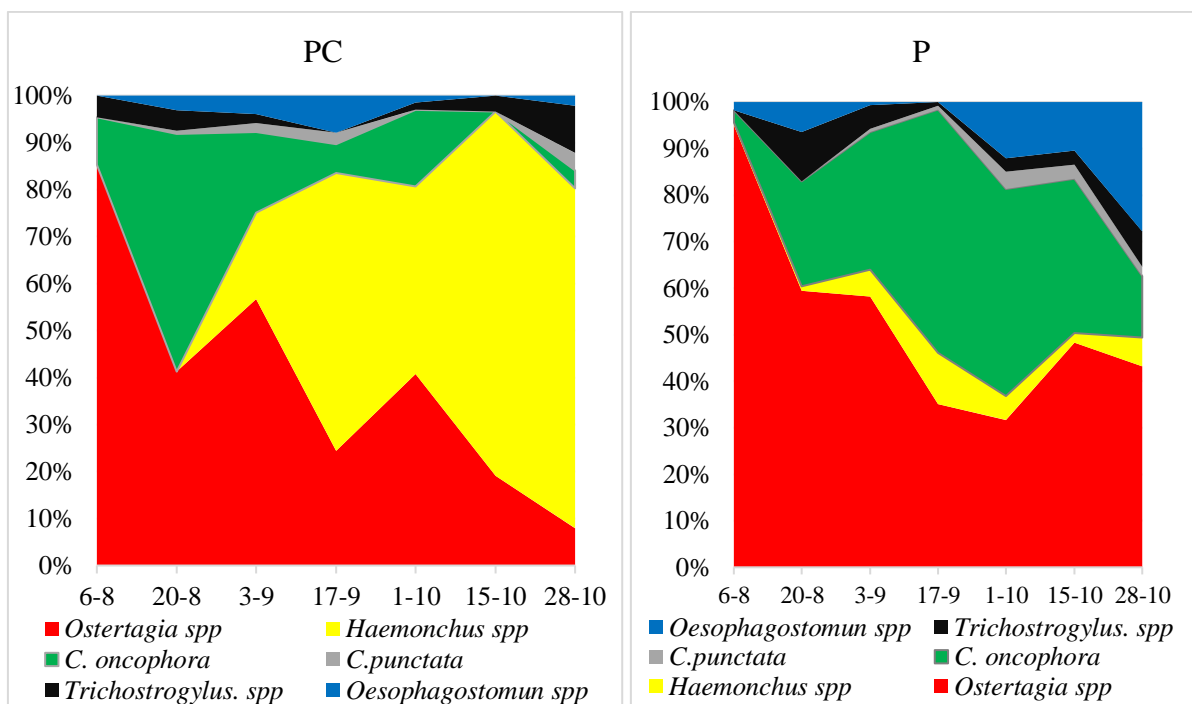 PC
100%
90%
80%
70%
60%
50%
40%
30%
20%
10%
0%
6-8 20-8 3-9 17-9 1-10 15-10 28-10
Ostertagia spp Haemonchus spp
C. oncophora C.punctata
Trichostrogylus. spp Oesophagostomun spp
P
100%
90%
80%
70%
60%
50%
40%
30%
20%
10%
0%
6-8 20-8 3-9 17-9 1-10 15-10 28-10
Oesophagostomun spp Trichostrogylus. spp
C.punctata C. oncophora
Haemonchus spp Ostertagia spp